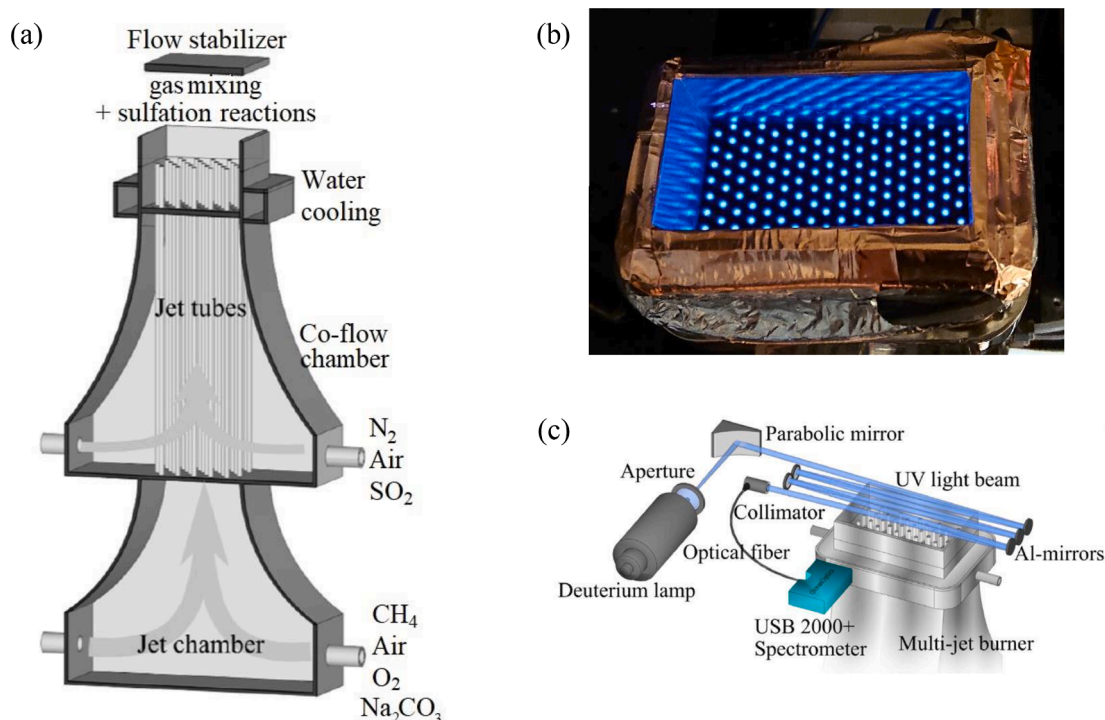 (a)
Flow stabilizer
gas mixing
+ sulfation reactions
Water
cooling
Jet tubes
Co-flow
chamber
N₂
Air
SO₂
CH₄
Jet chamber
Air
O₂
Na₂CO₃
(b)
(c)
Parabolic mirror
Aperture
UV light beam
Collimator
Optical fiber
Al-mirrors
Deuterium lamp
USB 2000+
Spectrometer
Multi-jet burner